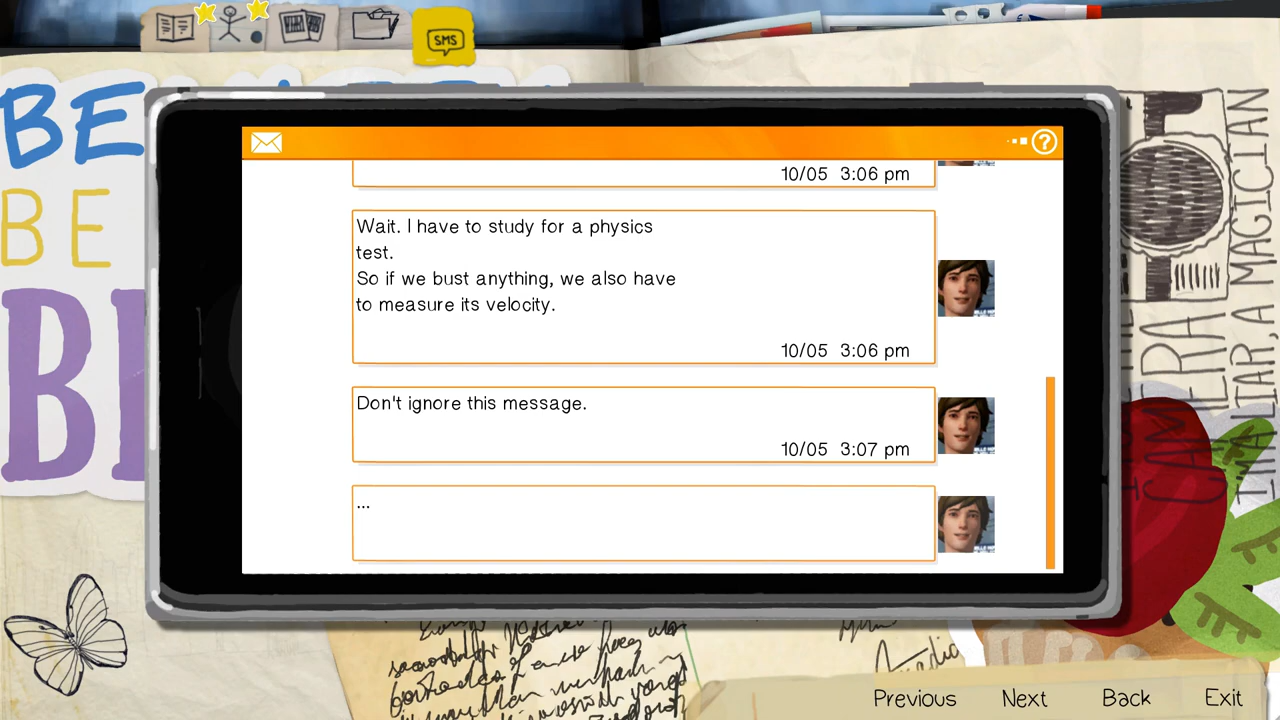 SMS
BE
BE
10/05 3:06 pm
Wait. I have to study for a physics
test.
So if we bust anything, we also have
to measure its velocity.
10/05 3:06 pm
Don't ignore this message.
10/05 3:07 pm
...
?
I'M A LIAR, A MAGICIAN
Previous
Next
Back
Exit